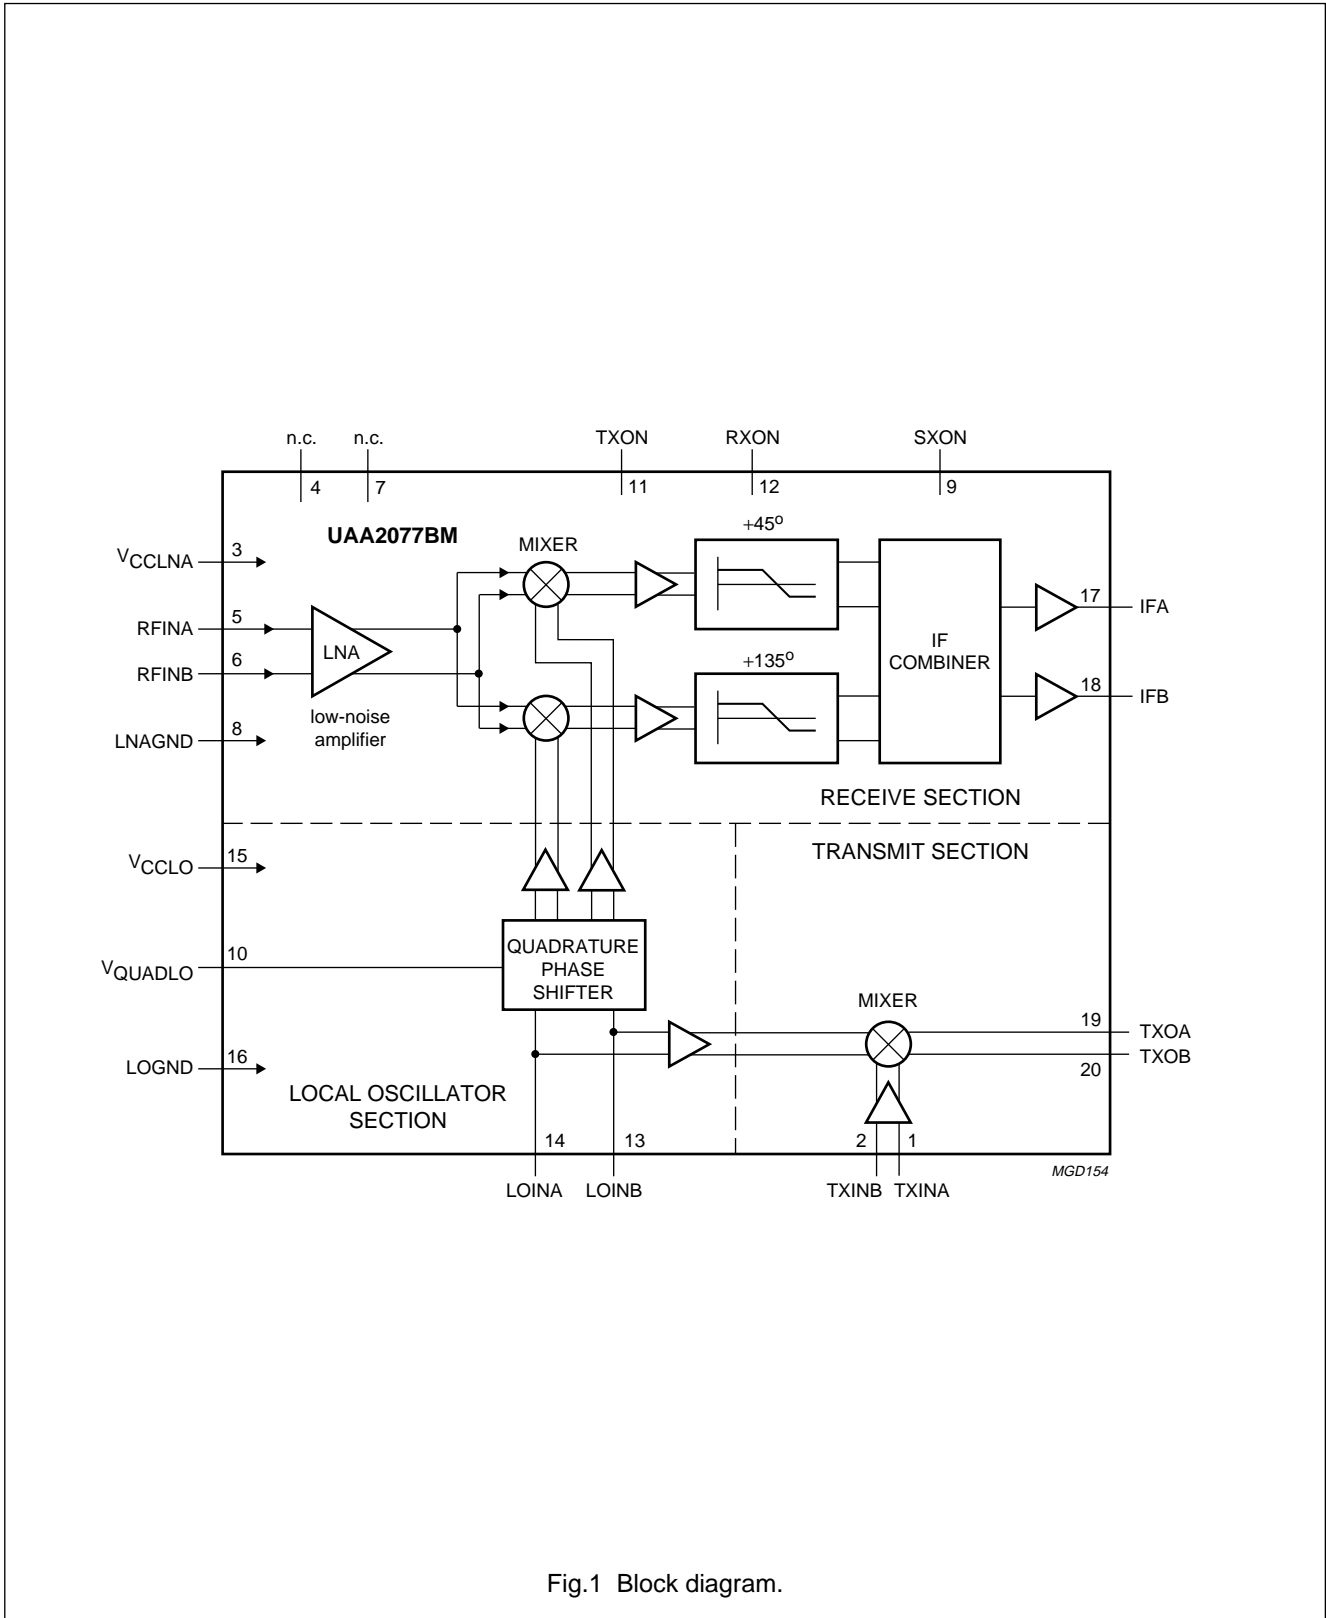 n.c. n.c. TXON RXON SXON
4 7 11 12 9
UAA2077BM
MIXER
+45o
VCCLNA 3
RFINA 5
LNA
RFINB 6
low-noise
amplifier
LNAGND 8
+135o
IF
COMBINER
17 IFA
18 IFB
RECEIVE SECTION
VCCLO 15
TRANSMIT SECTION
VQUADLO 10
QUADRATURE
PHASE
SHIFTER
MIXER
19 TXOA
TXOB
20
LOGND 16
LOCAL OSCILLATOR
SECTION
14 13 2 1
MGD154
LOINA LOINB TXINB TXINA
Fig.1 Block diagram.